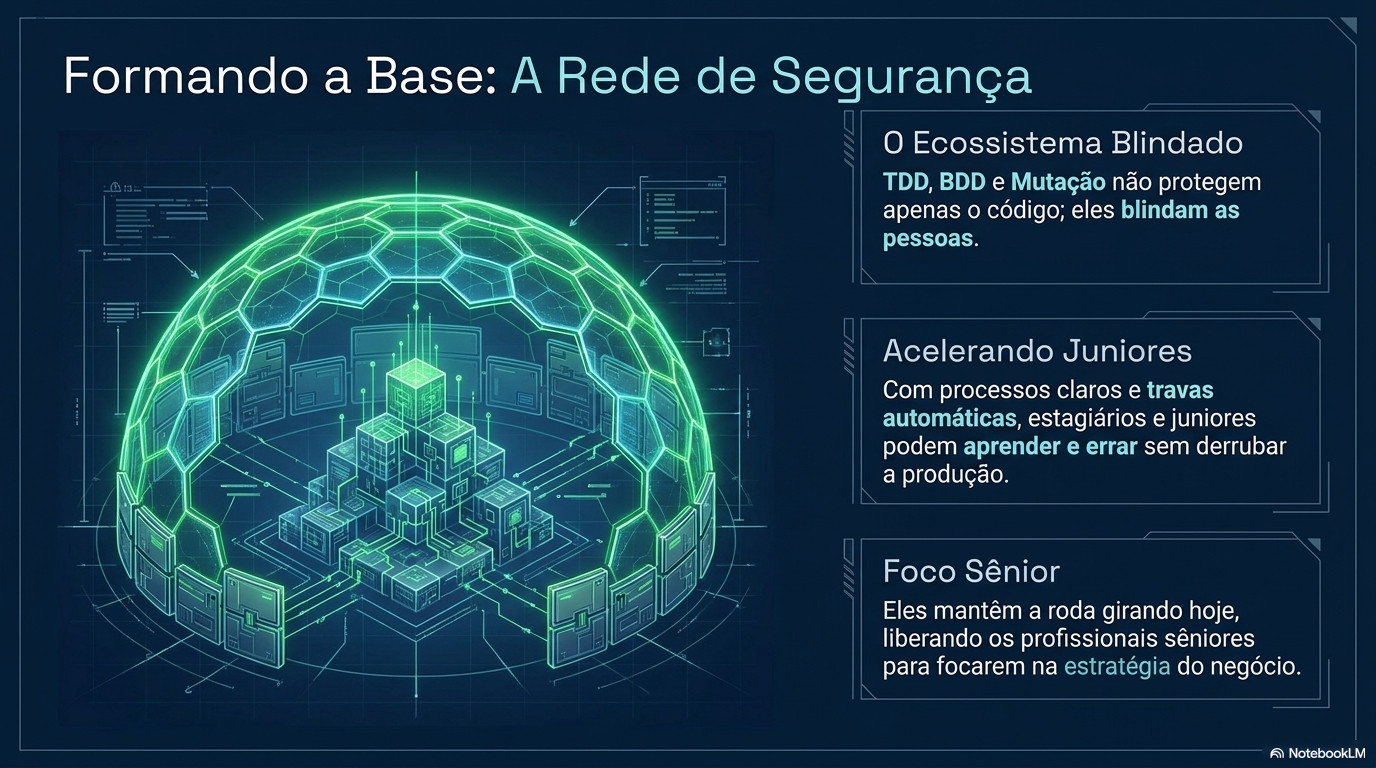 Formando a Base: A Rede de Segurança
O Ecossistema Blindado
TDD, BDD e Mutação não protegem
apenas o código; eles blindam as
pessoas.
Acelerando Juniores
Com processos claros e travas
automáticas, estagiários e juniores
podem aprender e errar sem derrubar
a produção.
Foco Sênior
Eles mantêm a roda girando hoje,
liberando os profissionais sêniores
para focarem na estratégia do negócio.
NotebookLM